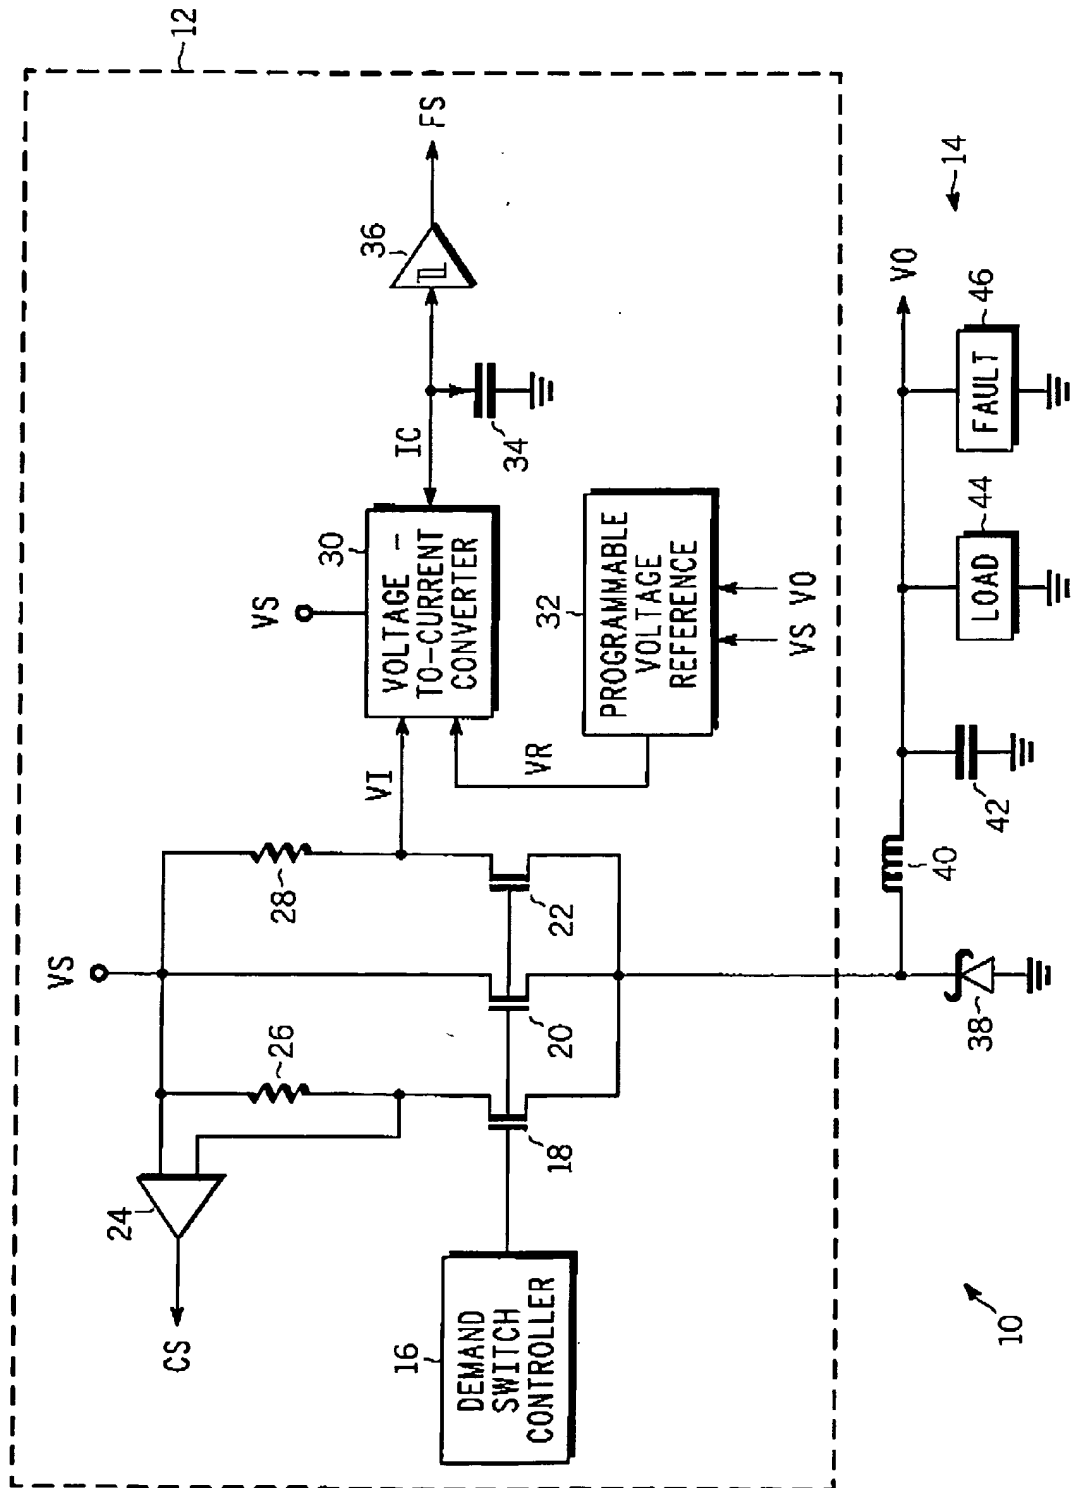 12
VS
24
CS
26
28
VI
VS
30
VOLTAGE -
TO-CURRENT
CONVERTER
IC
34
36
FS
VR
32
PROGRAMMABLE
VOLTAGE
REFERENCE
VS
VO
16
DEMAND
SWITCH
CONTROLLER
18
20
22
10
38
40
42
44
LOAD
46
FAULT
VO
14